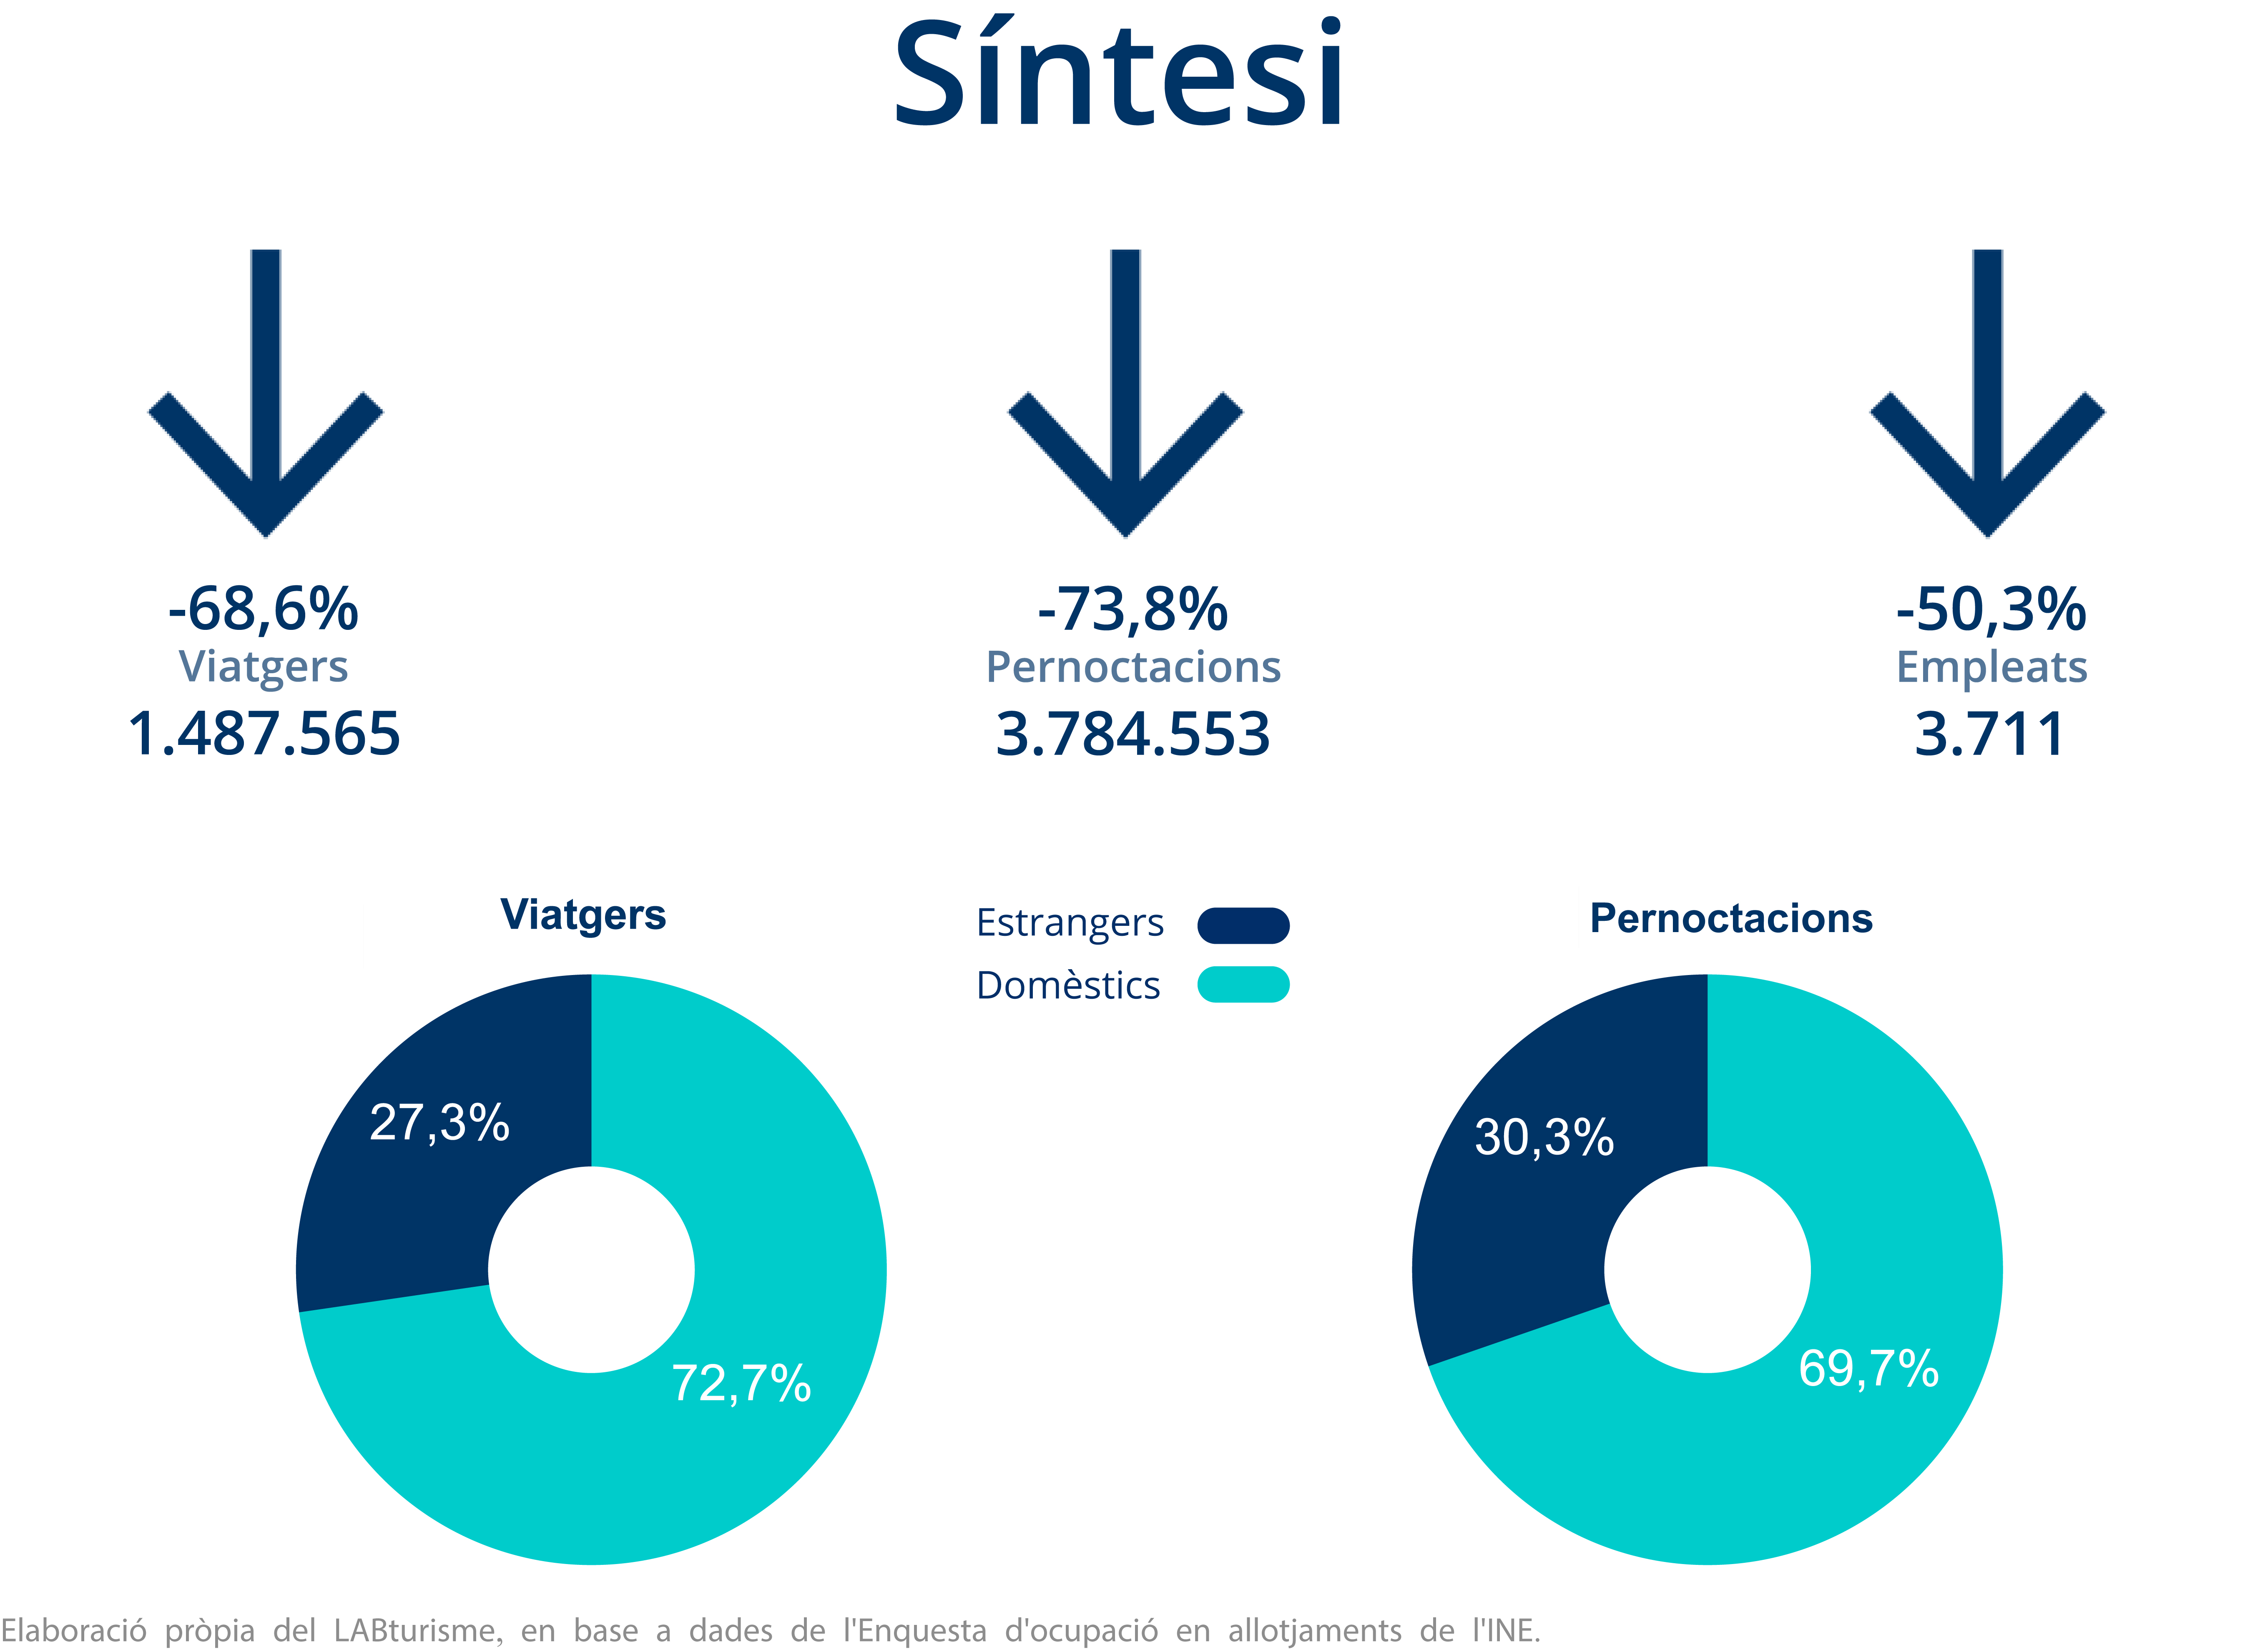 Síntesi
-68,6%
Viatgers
1.487.565
-73,8%
Pernoctacions
3.784.553
-50,3%
Empleats
3.711
Viatgers
27,3%
72,7%
Estrangers
Domèstics
Pernoctacions
30,3%
69,7%
Elaboració pròpia del LABturisme, en base a dades de l'Enquesta d'ocupació en allotjaments de l'INE.